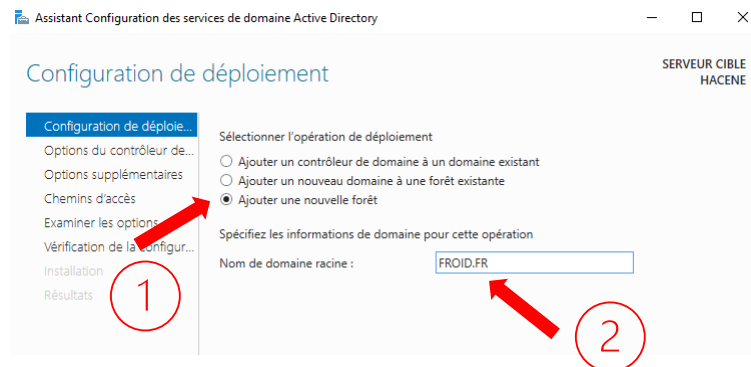 Assistant Configuration des services de domaine Active Directory
Configuration de déploiement
SERVEUR CIBLE
HACENE
Configuration de déploie...
Options du contrôleur de...
Options supplémentaires
Chemins d'accès
Examiner les options
Vérification de la configur...
Installation
Résultats
Sélectionner l'opération de déploiement
Ajouter un contrôleur de domaine à un domaine existant
Ajouter un nouveau domaine à une forêt existante
Ajouter une nouvelle forêt
Spécifiez les informations de domaine pour cette opération
Nom de domaine racine : FROID.FR
1
2